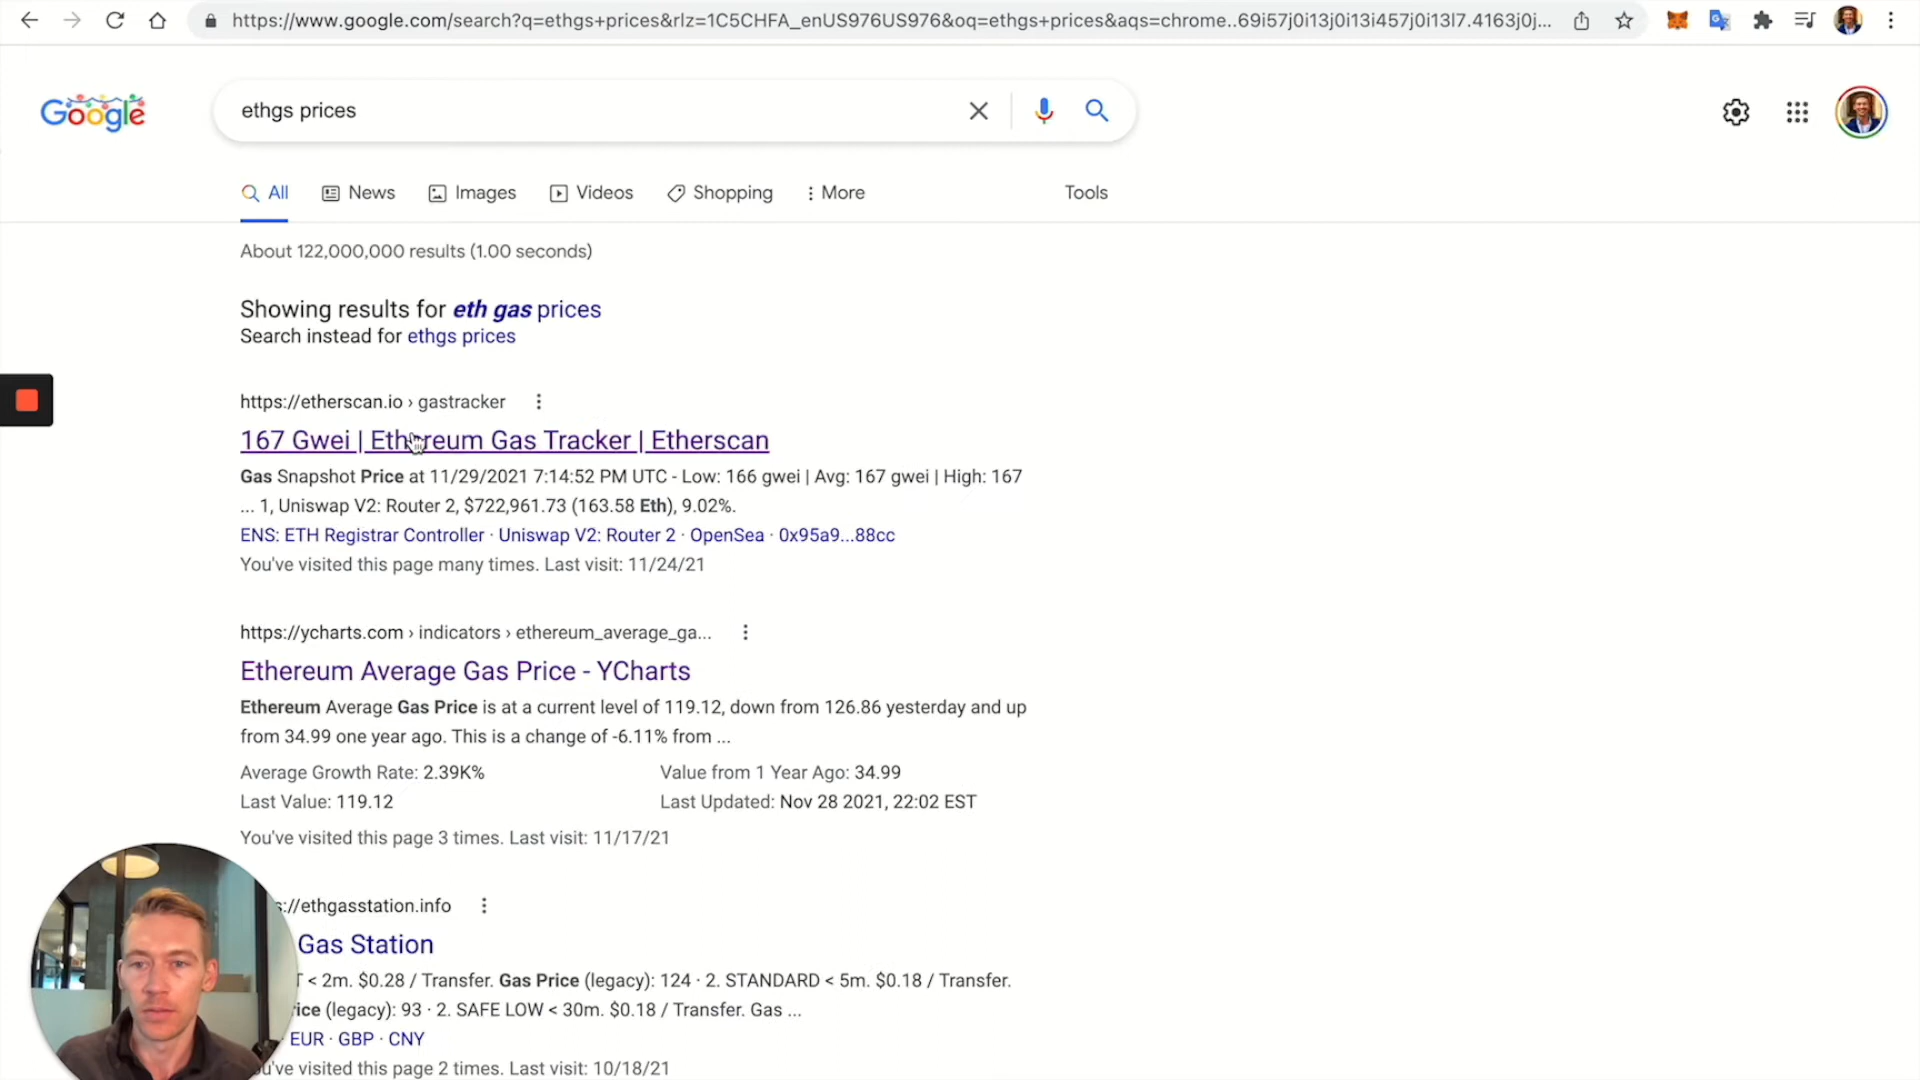 https://www.google.com/search?q=ethgs+prices&rlz=1C5CHFA_enUS976US976&oq=ethgs+prices&aqs=chrome..69i57j0i13j0i13i457j0i13l7.4163j0j...
Google
ethgs prices
All News Images Videos Shopping More Tools
About 122,000,000 results (1.00 seconds)
Showing results for eth gas prices
Search instead for ethgs prices
https://etherscan.io › gastracker
167 Gwei | Ethereum Gas Tracker | Etherscan
Gas Snapshot Price at 11/29/2021 7:14:52 PM UTC - Low: 166 gwei | Avg: 167 gwei | High: 167
... 1, Uniswap V2: Router 2, $722,961.73 (163.58 Eth), 9.02%.
ENS: ETH Registrar Controller · Uniswap V2: Router 2 · OpenSea · 0x95a9...88cc
You've visited this page many times. Last visit: 11/24/21
https://ycharts.com › indicators › ethereum_average_ga...
Ethereum Average Gas Price - YCharts
Ethereum Average Gas Price is at a current level of 119.12, down from 126.86 yesterday and up
from 34.99 one year ago. This is a change of -6.11% from ...
Average Growth Rate: 2.39K% Value from 1 Year Ago: 34.99
Last Value: 119.12 Last Updated: Nov 28 2021, 22:02 EST
You've visited this page 3 times. Last visit: 11/17/21
s://ethgasstation.info
Gas Station
T < 2m. $0.28 / Transfer. Gas Price (legacy): 124 · 2. STANDARD < 5m. $0.18 / Transfer.
rice (legacy): 93 · 2. SAFE LOW < 30m. $0.18 / Transfer. Gas ...
EUR · GBP · CNY
ou've visited this page 2 times. Last visit: 10/18/21